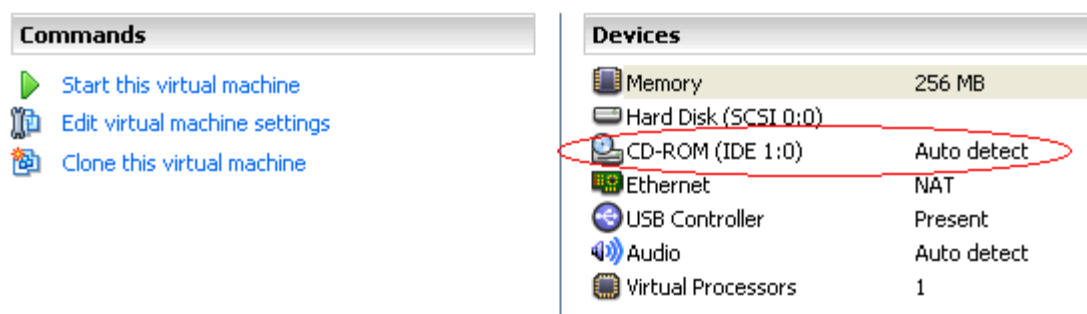 Commands
Start this virtual machine
Edit virtual machine settings
Clone this virtual machine
Devices
Memory 256 MB
Hard Disk (SCSI 0:0)
CD-ROM (IDE 1:0) Auto detect
Ethernet NAT
USB Controller Present
Audio Auto detect
Virtual Processors 1